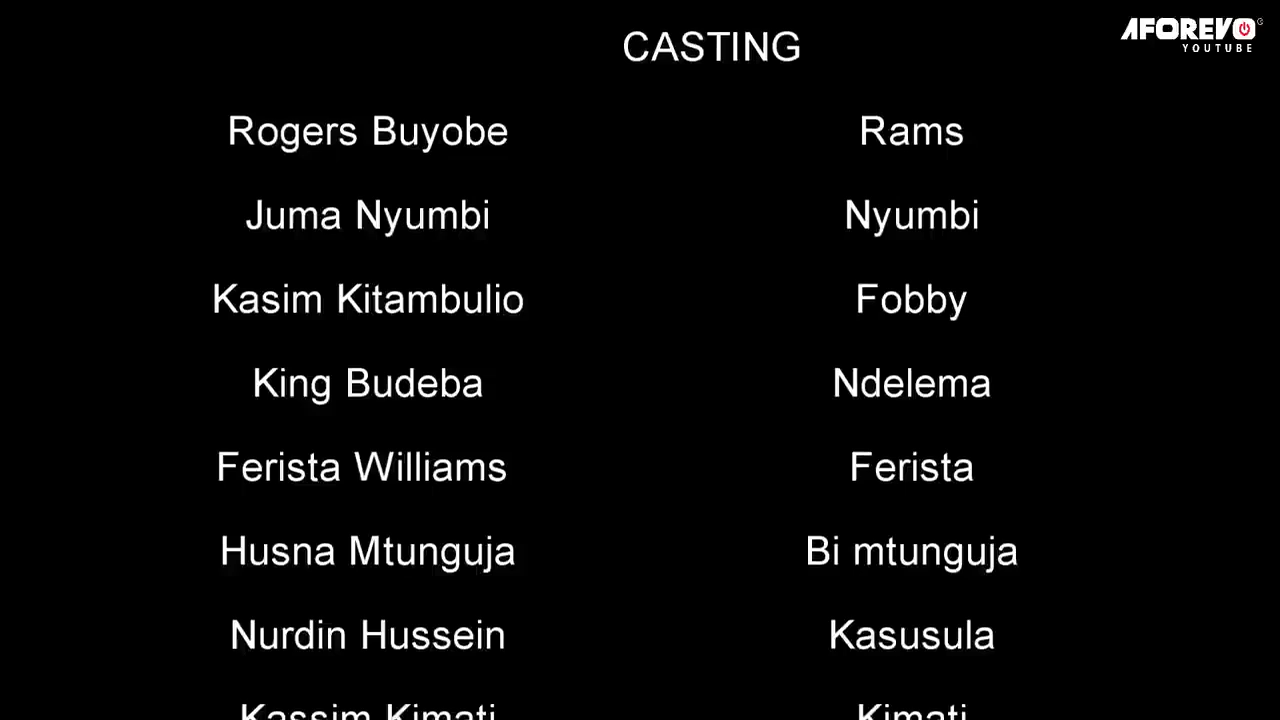 AFOREVO
YOUTUBE
CASTING
Rogers Buyobe Rams
Juma Nyumbi Nyumbi
Kasim Kitambulio Fobby
King Budeba Ndelema
Ferista Williams Ferista
Husna Mtunguja Bi mtunguja
Nurdin Hussein Kasusula
Kassim Kimati Kimati